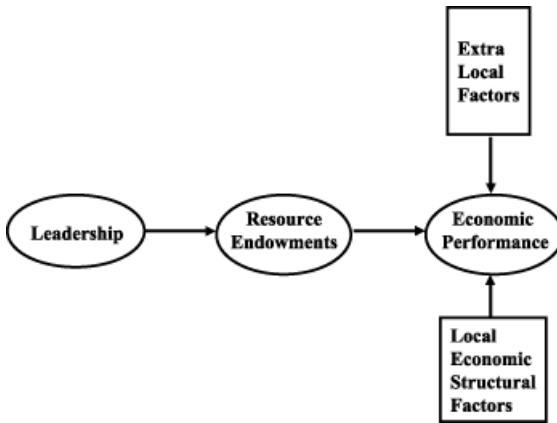 Extra
Local
Factors
Leadership
Resource
Endowments
Economic
Performance
Local
Economic
Structural
Factors